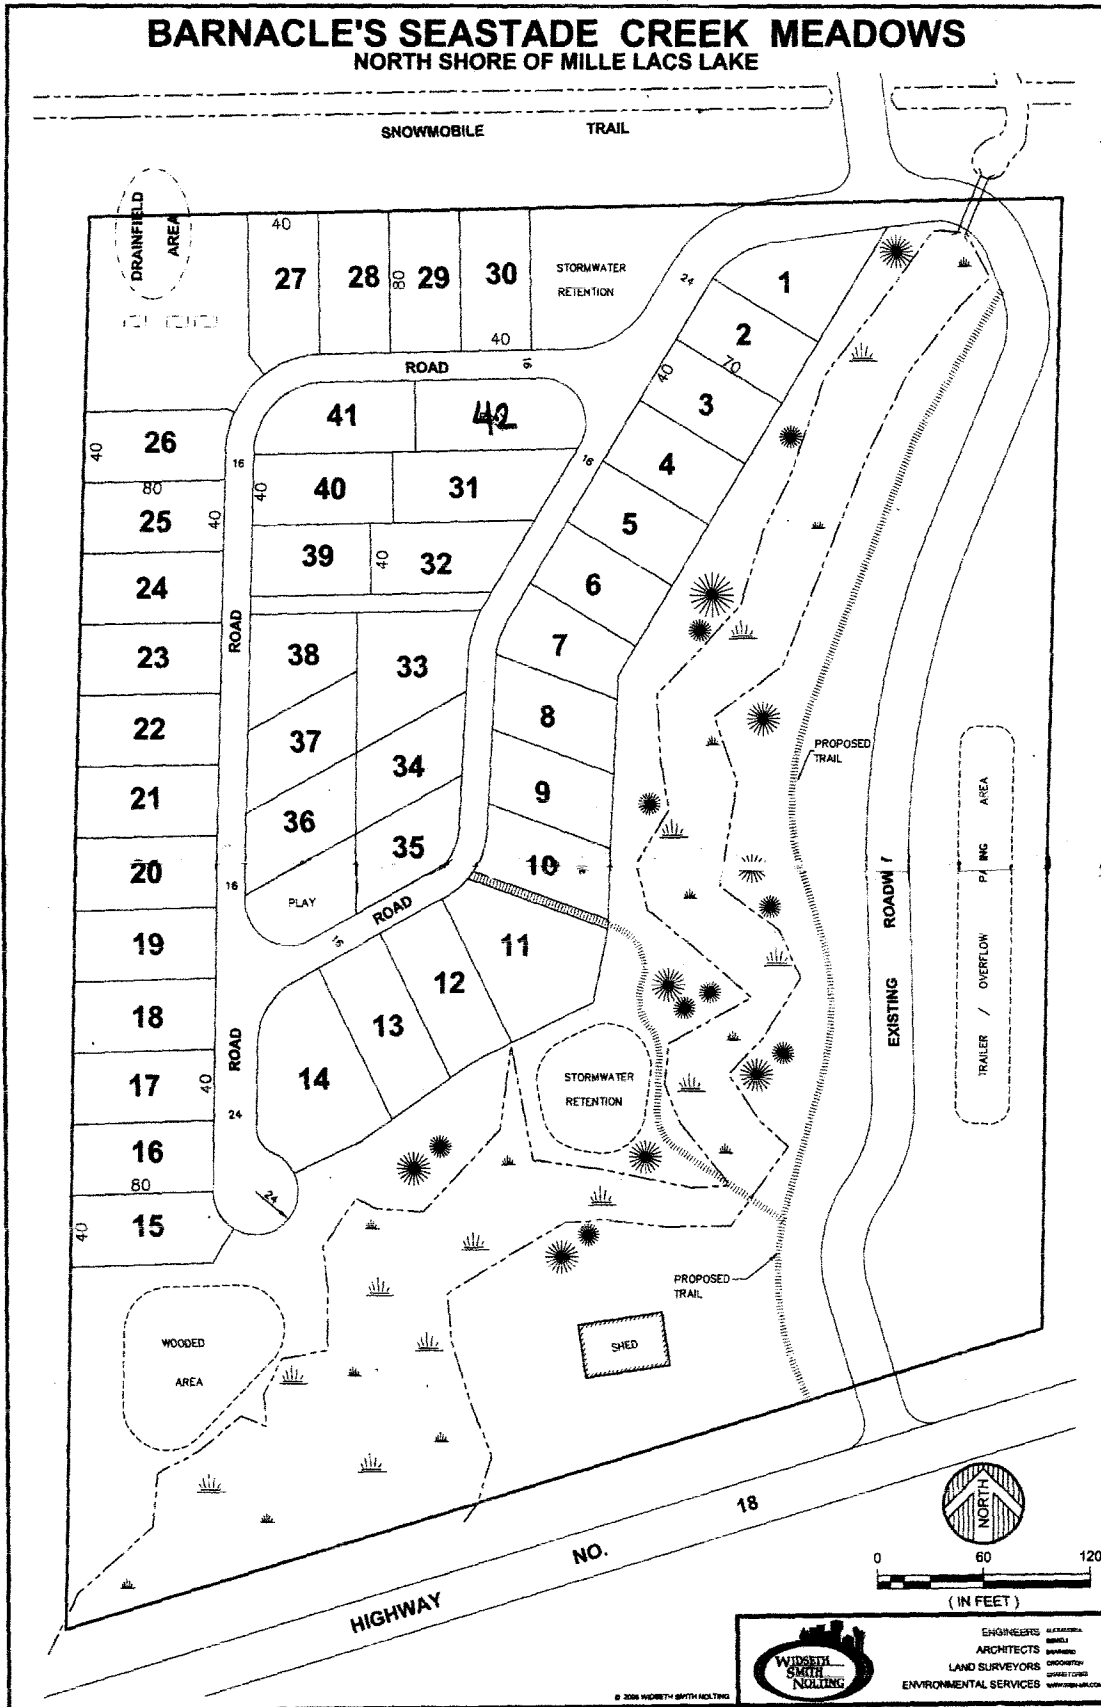 BARNACLE'S SEASTADE CREEK MEADOWS
NORTH SHORE OF MILLE LACS LAKE
SNOWMOBILE TRAIL
DRAINFIELD
AREA
40
27
28
80
29
30
40
STORMWATER
RETENTION
24
1
2
70
40
3
4
5
6
7
8
9
10
11
12
13
14
ROAD
16
41
42
16
40
40
31
39
40
32
38
33
37
34
36
35
PLAY
ROAD
16
16
ROAD
16
26
40
80
25
40
24
23
22
21
20
19
18
17
40
16
80
15
40
ROAD
24
24
STORMWATER
RETENTION
PROPOSED
TRAIL
PROPOSED
TRAIL
EXISTING
TRAILER / OVERFLOW
AREA
WOODED
AREA
SHED
HIGHWAY NO. 18
NORTH
0 60 120
( IN FEET )
WIDSETH
SMITH
NOLTING
ENGINEERS
ARCHITECTS
LAND SURVEYORS
ENVIRONMENTAL SERVICES
© 2006 WIDSETH SMITH NOLTING